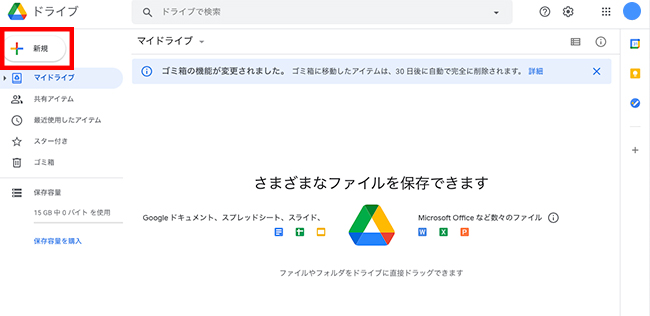 ドライブ
ドライブで検索
新規
マイドライブ
マイドライブ
共有アイテム
最近使用したアイテム
スター付き
ゴミ箱
保存容量
15 GB 中 0 バイト を使用
保存容量を購入
ゴミ箱の機能が変更されました。 ゴミ箱に移動したアイテムは、30 日後に自動で完全に削除されます。 詳細
さまざまなファイルを保存できます
Google ドキュメント、スプレッドシート、スライド、
Microsoft Office など数々のファイル
W X P
ファイルやフォルダをドライブに直接ドラッグできます